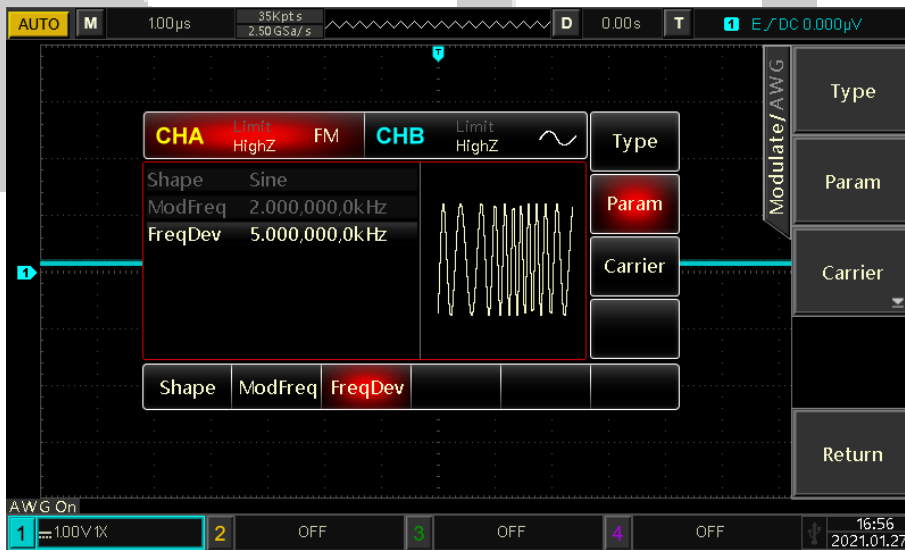 AUTO M 1.00μs 35Kpts 2.50GSa/s D 0.00s T 1 E DC 0.000μV
T
Modulate/AWG
Type
Param
Carrier
Return
CHA Limit HighZ FM CHB Limit HighZ
Type
Param
Carrier
Shape Sine
ModFreq 2.000,000,0kHz
FreqDev 5.000,000,0kHz
1
Shape ModFreq FreqDev
AWG On
1 1.00V 1X 2 OFF 3 OFF 4 OFF 16:56
2021.01.27